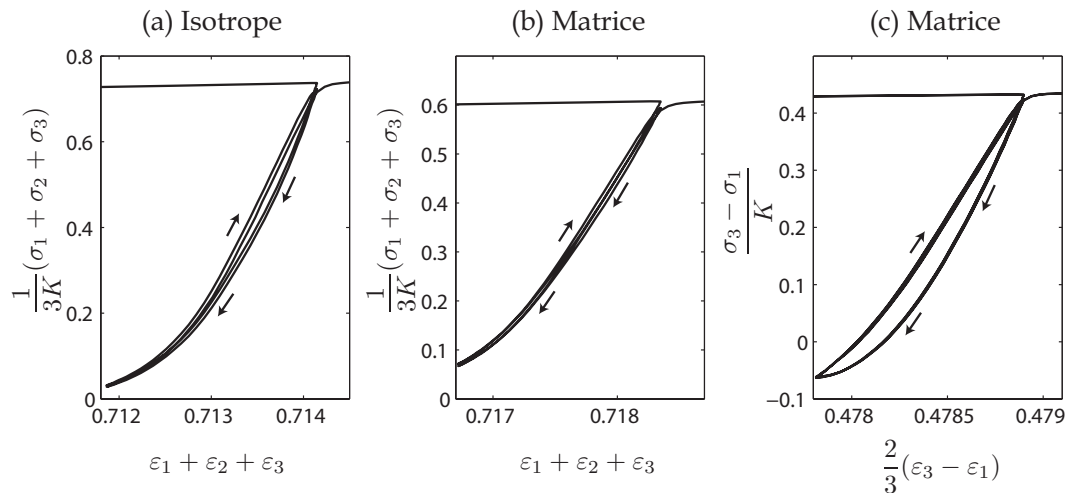 (a) Isotrope
(b) Matrice
(c) Matrice
0.8
0.6
0.4
0.2
0
0.712
0.713
0.714
1/3K (σ1 + σ2 + σ3)
ε1 + ε2 + ε3
0.6
0.5
0.4
0.3
0.2
0.1
0
0.717
0.718
1/3K (σ1 + σ2 + σ3)
ε1 + ε2 + ε3
0.4
0.3
0.2
0.1
0
−0.1
0.478
0.4785
0.479
σ3 − σ1 / K
2/3 (ε3 − ε1)